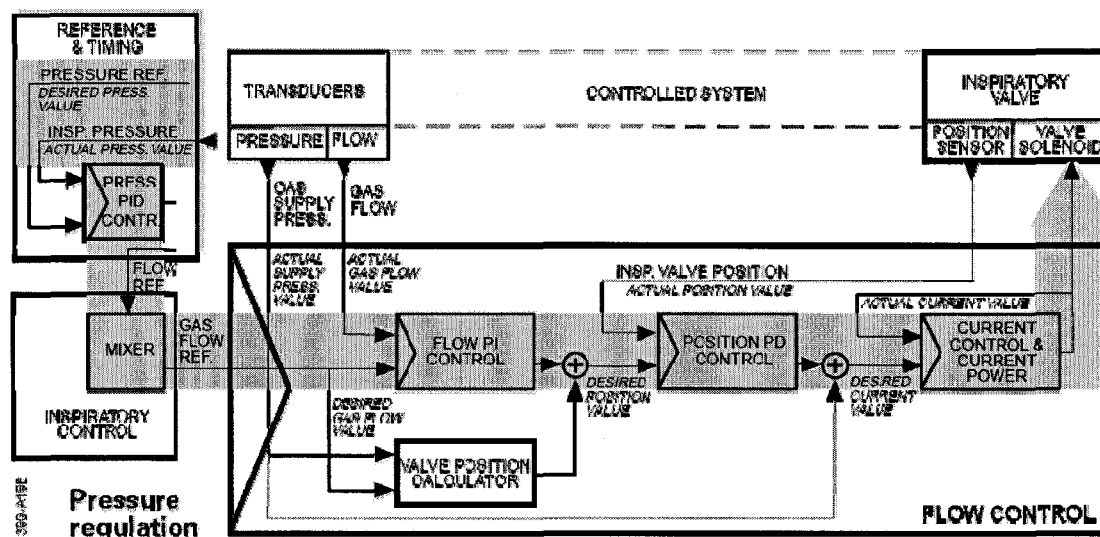 REFERENCE
& TIMING
PRESSURE REF.
DESIRED PRESS.
VALUE
INSP. PRESSURE
ACTUAL PRESS. VALUE
PRESS
PID
CONTR.
FLOW
REF.
MIXER
INSPIRATORY
CONTROL
GAS
FLOW
REF.
TRANSDUCERS
PRESSURE
FLOW
CONTROLLED SYSTEM
INSPIRATORY
VALVE
POSITION
SENSOR
VALVE
SOLENOID
GAS
SUPPLY
PRESS.
GAS
FLOW
ACTUAL
SUPPLY
PRESS.
VALUE
ACTUAL
GAS FLOW
VALUE
INSP. VALVE POSITION
ACTUAL POSITION VALUE
ACTUAL CURRENT VALUE
FLOW PI
CONTROL
POSITION PD
CONTROL
CURRENT
CONTROL &
CURRENT
POWER
DESIRED
POSITION
VALUE
DESIRED
CURRENT
VALUE
DESIRED
GAS FLOW
VALUE
VALVE POSITION
CALCULATOR
Pressure
regulation
FLOW CONTROL